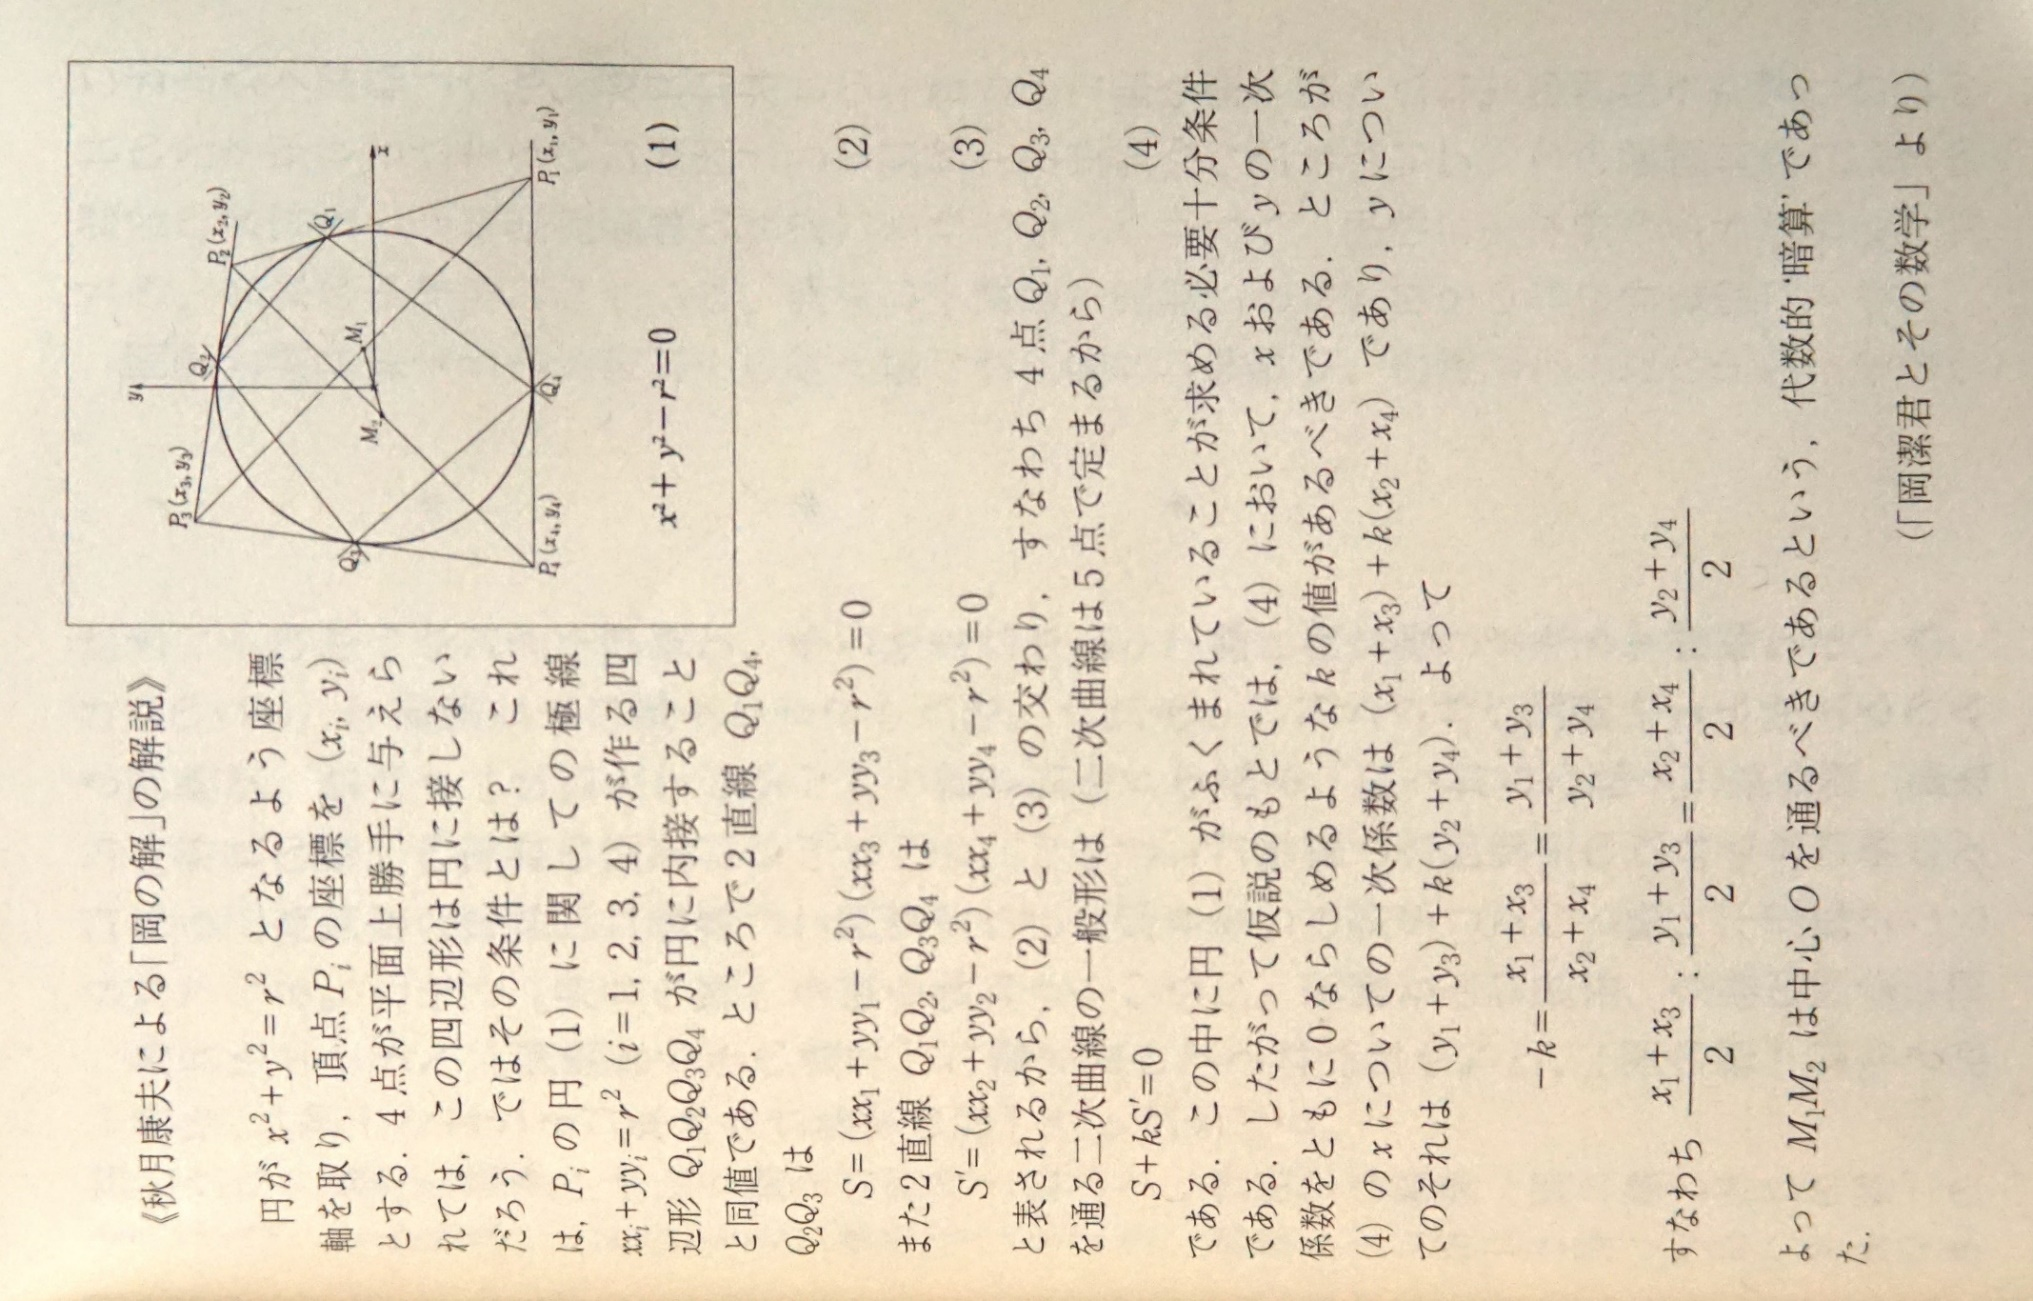 《秋月康夫による「岡の解」の解説》
円が x²+y²=r² となるよう座標
軸を取り, 頂点 Pᵢ の座標を (xᵢ, yᵢ)
とする. 4点が平面上勝手に与えら
れては, この四辺形は円に接しない
だろう. ではその条件とは? これ
は, Pᵢ の円 (1) に関しての極線
xxᵢ+yyᵢ=r² (i=1, 2, 3, 4) が作る四
辺形 Q₁Q₂Q₃Q₄ が円に内接すること
と同値である. ところで2直線 Q₁Q₄,
Q₂Q₃ は
y
x
P₃(x₃, y₃)
Q₂
P₂(x₂, y₂)
Q₁
M₁
M₂
Q₃
P₄(x₄, y₄)
Q₄
P₁(x₁, y₁)
x²+y²−r²=0 (1)
S=(xx₁+yy₁−r²)(xx₃+yy₃−r²)=0 (2)
また2直線 Q₁Q₂, Q₃Q₄ は
S′=(xx₂+yy₂−r²)(xx₄+yy₄−r²)=0 (3)
と表されるから, (2) と (3) の交わり, すなわち4点 Q₁, Q₂, Q₃, Q₄
を通る二次曲線の一般形は (二次曲線は5点で定まるから)
S+kS′=0 (4)
である. この中に円 (1) がふくまれていることが求める必要十分条件
である. したがって仮説のもとでは, (4) において, x および y の一次
係数をともに0ならしめるような k の値があるべきである. ところが
(4) の x についての一次係数は (x₁+x₃)+k(x₂+x₄) であり, y につい
てのそれは (y₁+y₃)+k(y₂+y₄). よって
−k=(x₁+x₃)/(x₂+x₄)=(y₁+y₃)/(y₂+y₄)
すなわち (x₁+x₃)/2 : (y₁+y₃)/2 = (x₂+x₄)/2 : (y₂+y₄)/2
よって M₁M₂ は中心 O を通るべきであるという, 代数的 '暗算' であっ
た.
(「岡潔君とその数学」より)